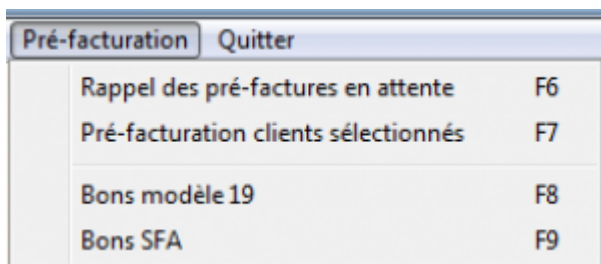 Pré-facturation Quitter
Rappel des pré-factures en attente F6
Pré-facturation clients sélectionnés F7
Bons modèle 19 F8
Bons SFA F9